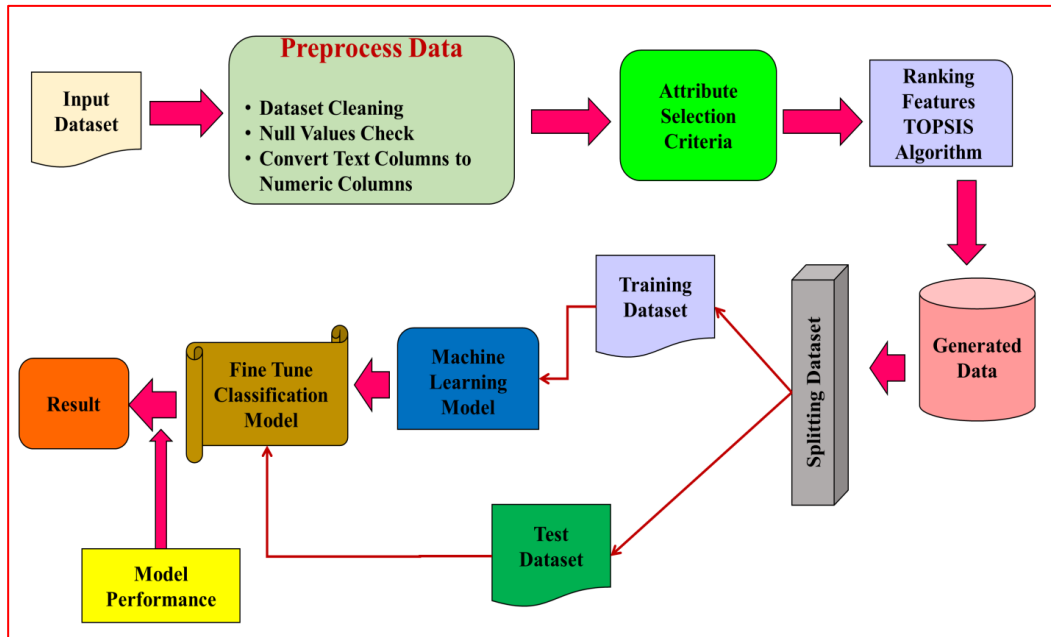 Preprocess Data
Input
Dataset
• Dataset Cleaning
• Null Values Check
• Convert Text Columns to
Numeric Columns
Attribute
Selection
Criteria
Ranking
Features
TOPSIS
Algorithm
Generated
Data
Splitting Dataset
Training
Dataset
Machine
Learning
Model
Fine Tune
Classification
Model
Result
Test
Dataset
Model
Performance